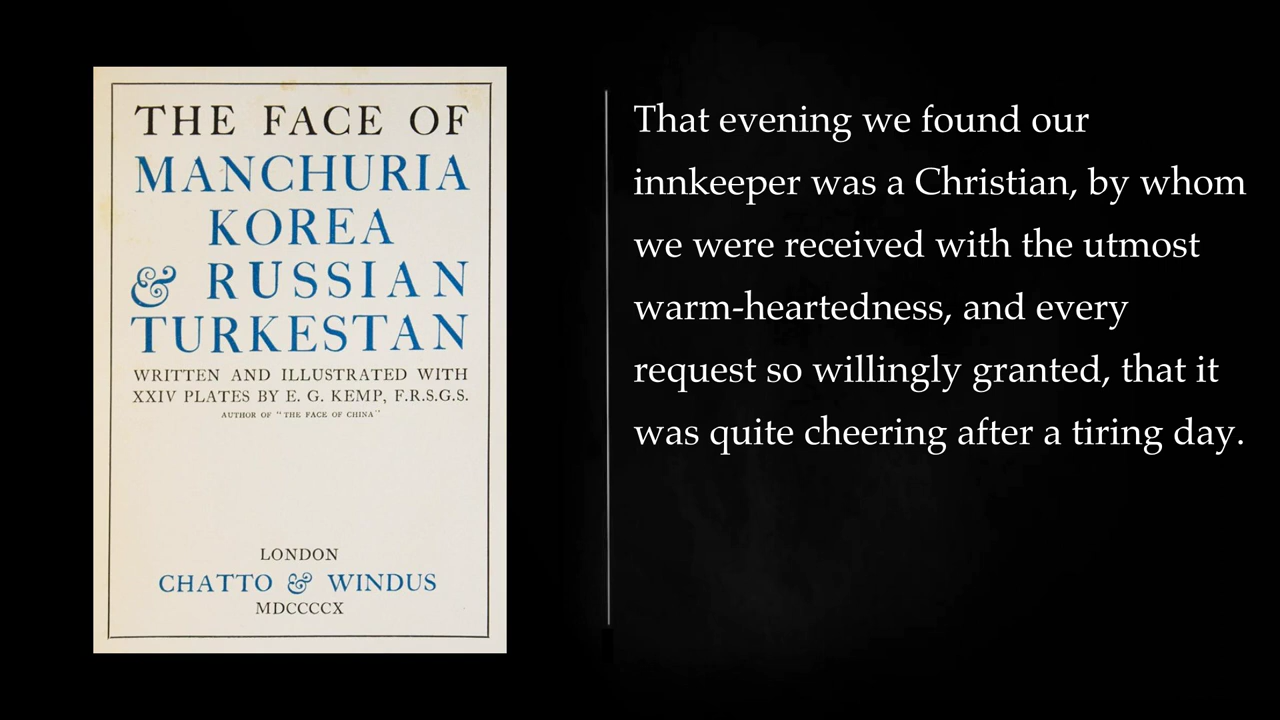 THE FACE OF
MANCHURIA
KOREA
& RUSSIAN
TURKESTAN
WRITTEN AND ILLUSTRATED WITH
XXIV PLATES BY E. G. KEMP, F.R.S.G.S.
AUTHOR OF "THE FACE OF CHINA"
LONDON
CHATTO & WINDUS
MDCCCCX
That evening we found our
innkeeper was a Christian, by whom
we were received with the utmost
warm-heartedness, and every
request so willingly granted, that it
was quite cheering after a tiring day.